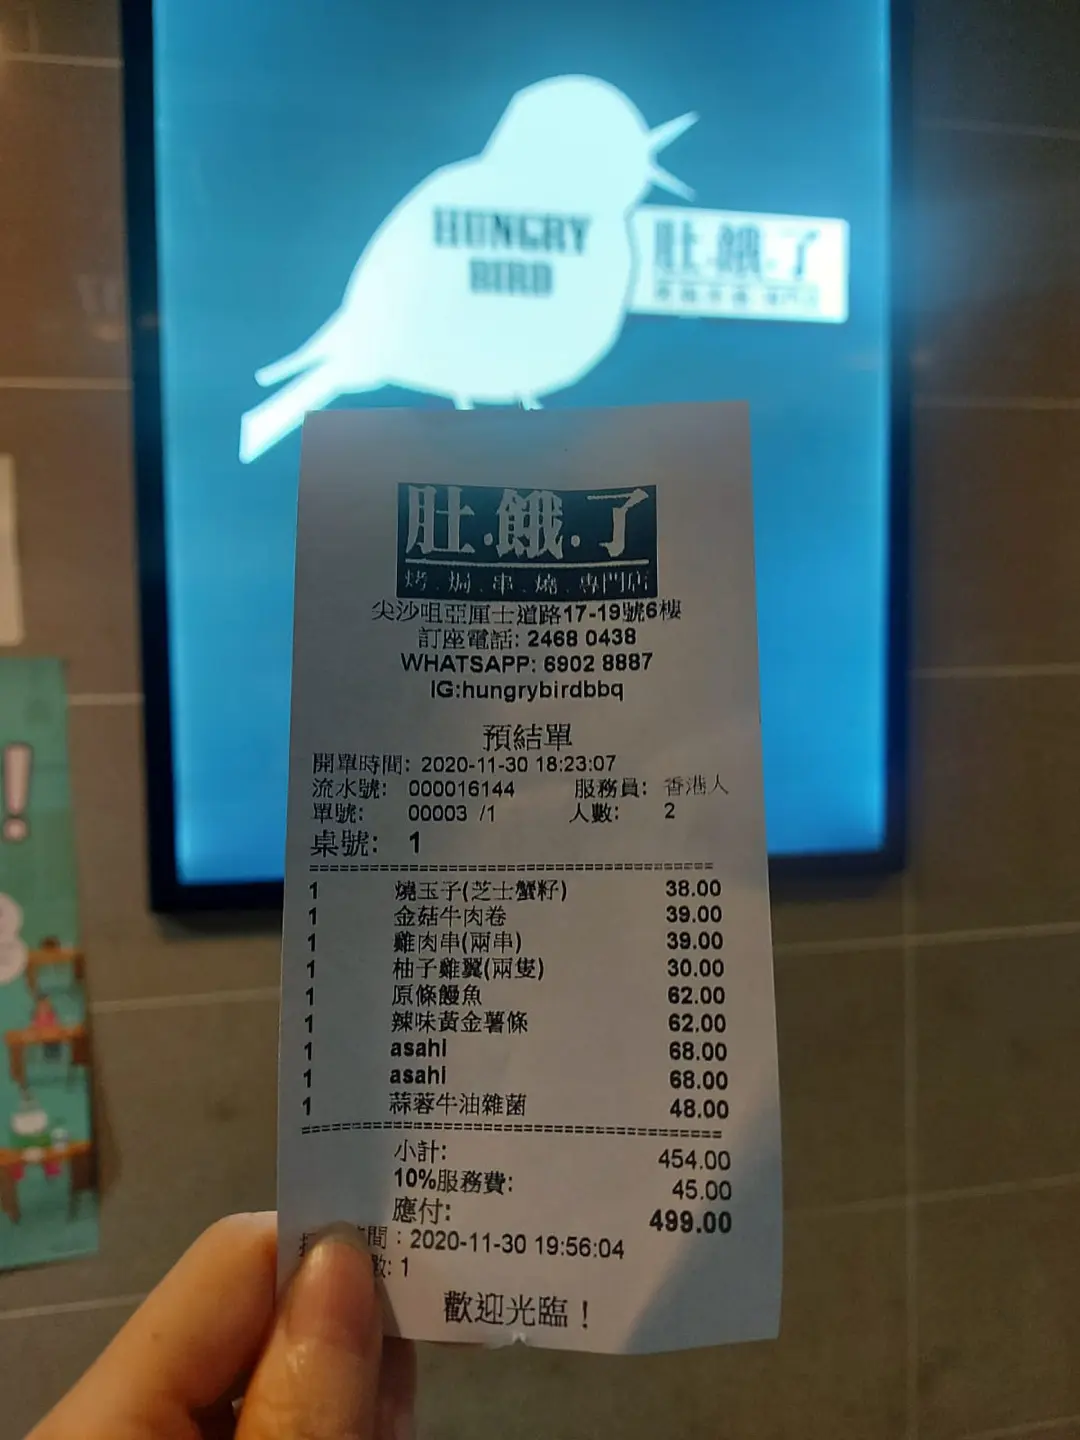 HUNGRY
BIRD
肚.餓.了
肚.餓.了
烤.焗.串.燒.專門店
尖沙咀亞厘士道路17-19號6樓
訂座電話: 2468 0438
WHATSAPP: 6902 8887
IG:hungrybirdbbq
預結單
開單時間: 2020-11-30 18:23:07
流水號: 000016144 服務員: 香港人
單號: 00003 /1 人數: 2
桌號: 1
1 燒玉子(芝士蟹籽) 38.00
1 金菇牛肉卷 39.00
1 雞肉串(兩串) 39.00
1 柚子雞翼(兩隻) 30.00
1 原條鰻魚 62.00
1 辣味黃金薯條 62.00
1 asahi 68.00
1 asahi 68.00
1 蒜蓉牛油雜菌 48.00
小計: 454.00
10%服務費: 45.00
應付: 499.00
間：2020-11-30 19:56:04
數: 1
歡迎光臨！